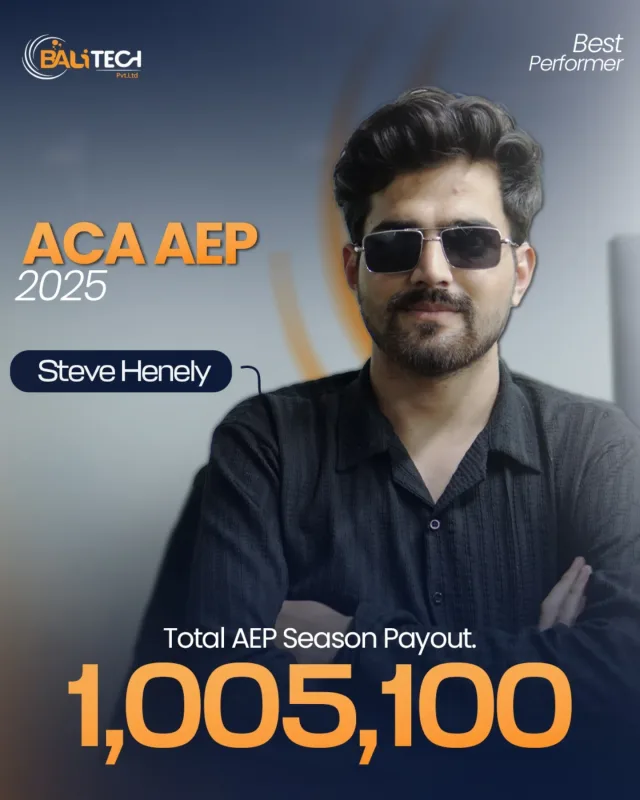 BALiTECH
Pvt.Ltd
Best
Performer
ACA AEP
2025
Steve Henely
Total AEP Season Payout.
1,005,100